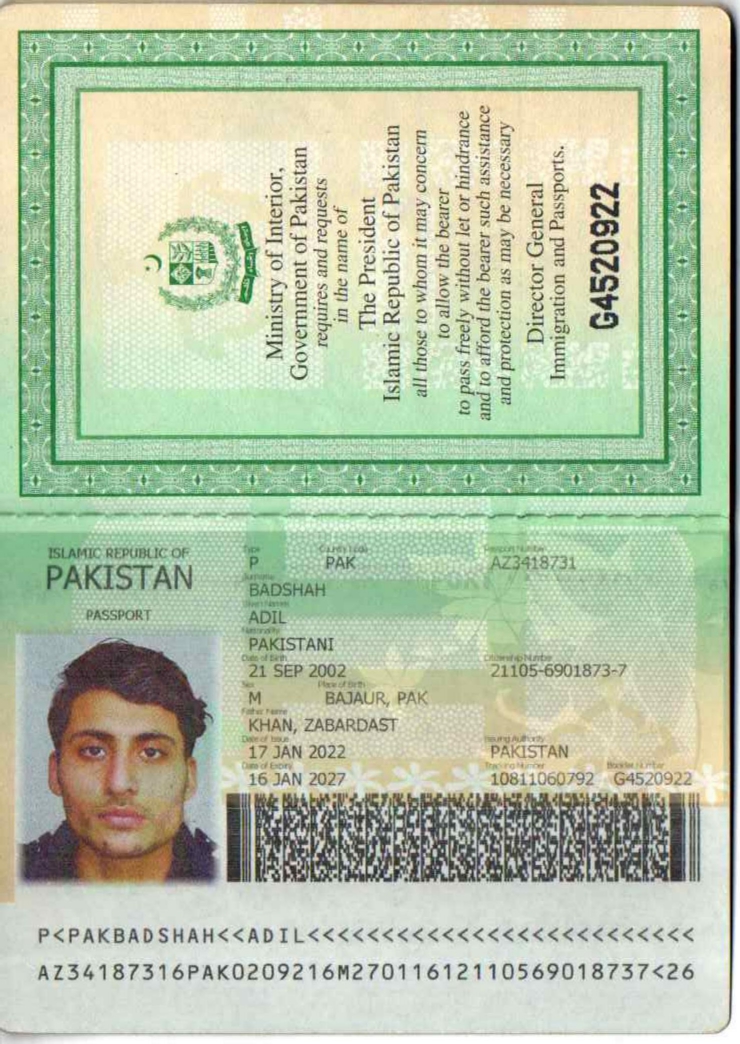 Ministry of Interior,
Government of Pakistan
requires and requests
in the name of
The President
Islamic Republic of Pakistan
all those to whom it may concern
to allow the bearer
to pass freely without let or hindrance
and to afford the bearer such assistance
and protection as may be necessary
Director General
Immigration and Passports.
G4520922
ISLAMIC REPUBLIC OF
PAKISTAN
PASSPORT
Type Country Code Passport Number
P PAK AZ3418731
Surname
BADSHAH
Given Names
ADIL
Nationality
PAKISTANI
Date of Birth Citizenship Number
21 SEP 2002 21105-6901873-7
Sex Place of Birth
M BAJAUR, PAK
Father Name
KHAN, ZABARDAST
Date of Issue Issuing Authority
17 JAN 2022 PAKISTAN
Date of Expiry Tracking Number Booklet Number
16 JAN 2027 10811060792 G4520922
P<PAKBADSHAH<<ADIL<<<<<<<<<<<<<<<<<<<<<<<<<<
AZ34187316PAK0209216M27011612110569018737<26